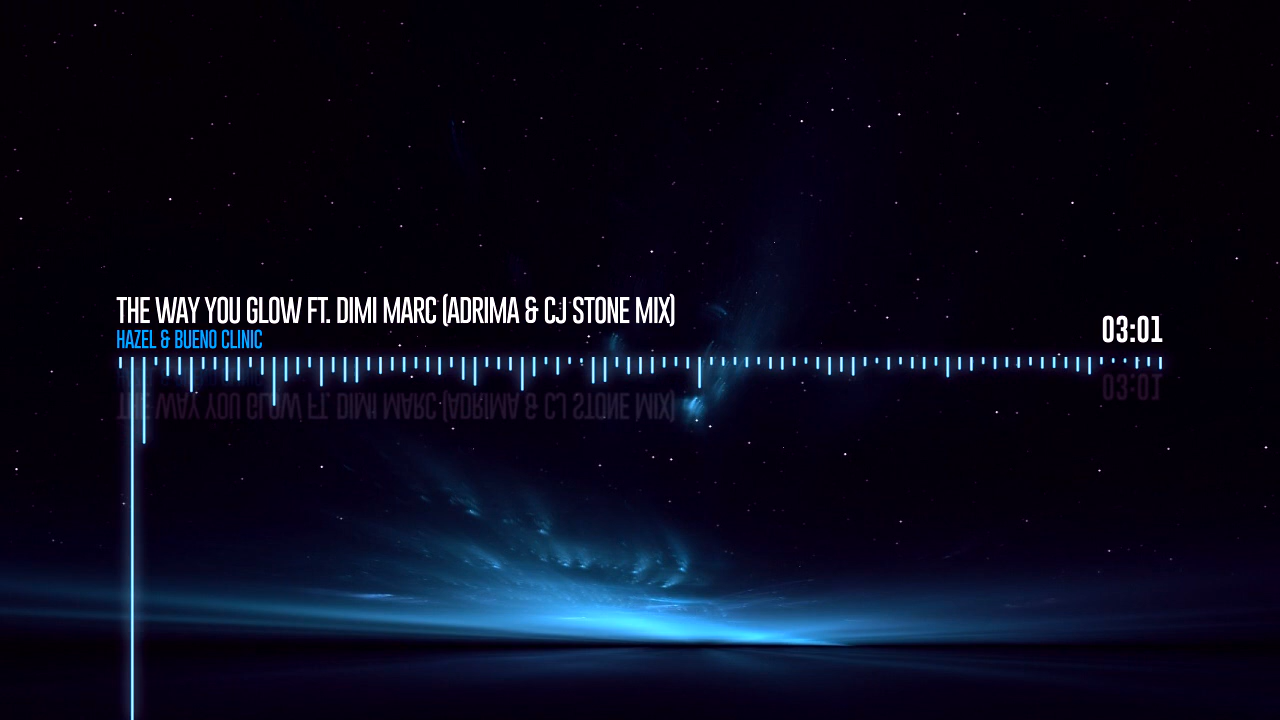 THE WAY YOU GLOW FT. DIMI MARC (ADRIMA & CJ STONE MIX)
HAZEL & BUENO CLINIC
03:01